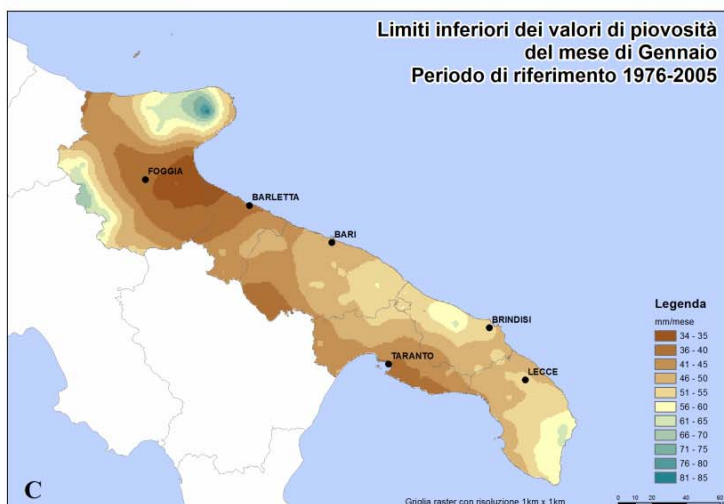 Limiti inferiori dei valori di piovosità
del mese di Gennaio
Periodo di riferimento 1976-2005
FOGGIA
BARLETTA
BARI
BRINDISI
TARANTO
LECCE
Legenda
mm/mese
34 - 35
36 - 40
41 - 45
46 - 50
51 - 55
56 - 60
61 - 65
66 - 70
71 - 75
76 - 80
81 - 85
C
Griglia raster con risoluzione 1km x 1km
0 10 20 40 60